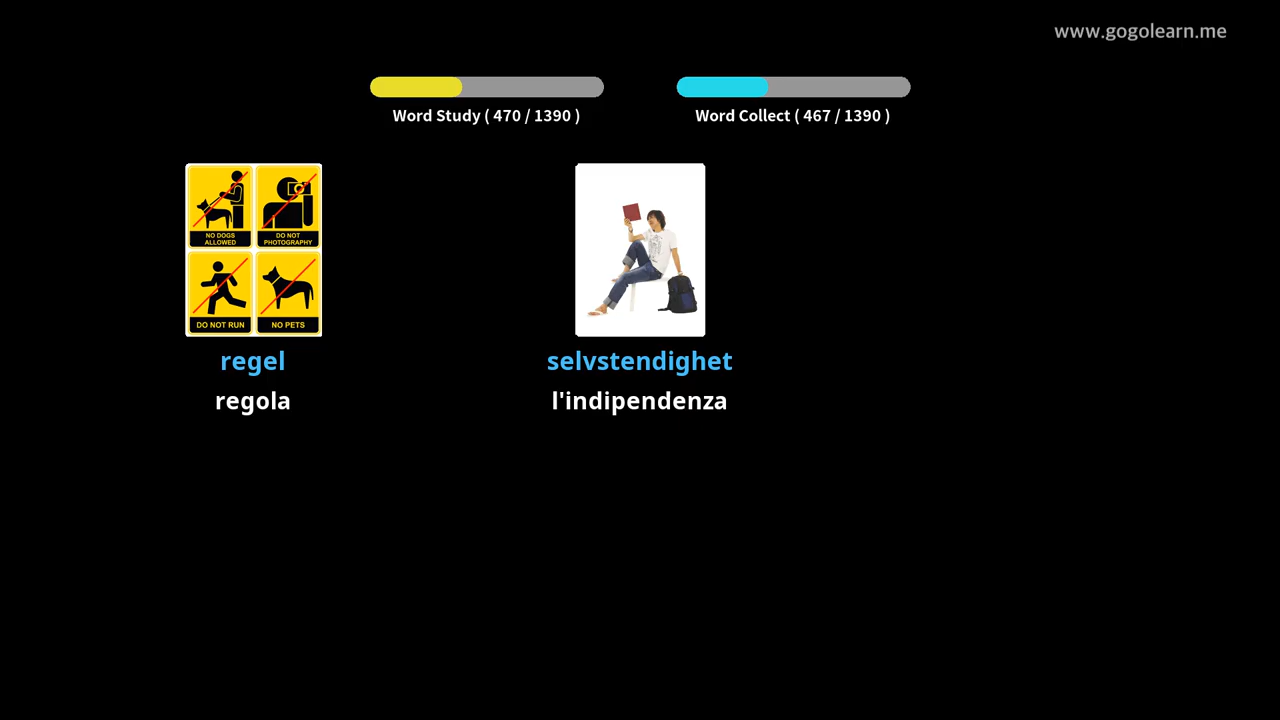 www.gogolearn.me
Word Study ( 470 / 1390 )
Word Collect ( 467 / 1390 )
NO DOGS
ALLOWED
DO NOT
PHOTOGRAPHY
DO NOT RUN
NO PETS
regel
regola
selvstendighet
l'indipendenza